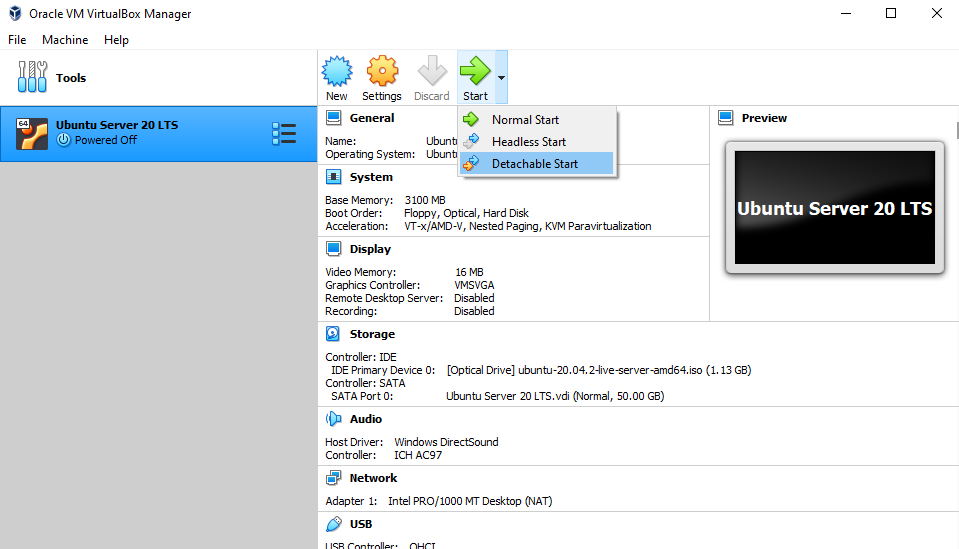 Oracle VM VirtualBox Manager
File Machine Help
Tools
New Settings Discard Start
Normal Start
Headless Start
Detachable Start
64
Ubuntu Server 20 LTS
Powered Off
General
Name: Ubunt
Operating System: Ubunt
Preview
Ubuntu Server 20 LTS
System
Base Memory: 3100 MB
Boot Order: Floppy, Optical, Hard Disk
Acceleration: VT-x/AMD-V, Nested Paging, KVM Paravirtualization
Display
Video Memory: 16 MB
Graphics Controller: VMSVGA
Remote Desktop Server: Disabled
Recording: Disabled
Storage
Controller: IDE
IDE Primary Device 0: [Optical Drive] ubuntu-20.04.2-live-server-amd64.iso (1.13 GB)
Controller: SATA
SATA Port 0: Ubuntu Server 20 LTS.vdi (Normal, 50.00 GB)
Audio
Host Driver: Windows DirectSound
Controller: ICH AC97
Network
Adapter 1: Intel PRO/1000 MT Desktop (NAT)
USB
USB Controller: OHCI